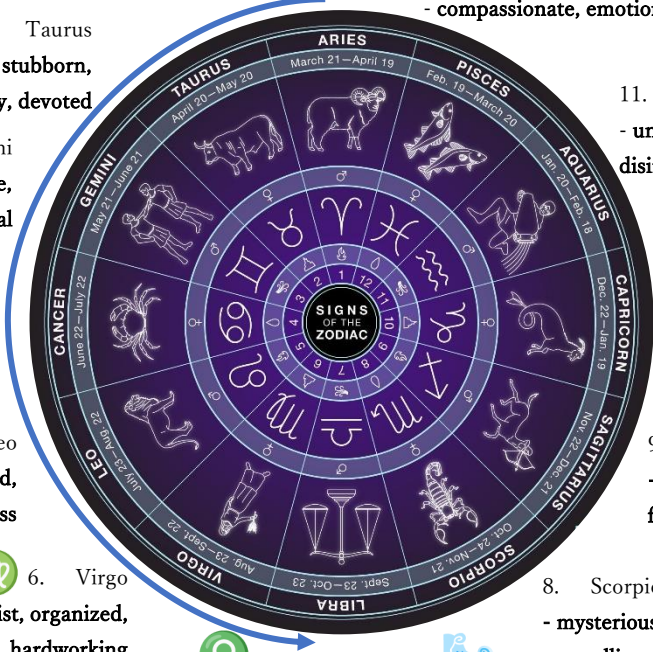 - compassionate, emotion
Taurus
stubborn,
y, devoted
11.
- un
disi
ni
e,
al
ARIES
March 21—April 19
TAURUS
April 20—May 20
GEMINI
May 21—June 21
CANCER
June 22—July 22
LEO
July 23—Aug. 22
VIRGO
Aug. 23—Sept. 22
LIBRA
Sept. 23—Oct. 23
SCORPIO
Oct. 24—Nov. 21
SAGITTARIUS
Nov. 22—Dec. 21
CAPRICORN
Dec. 22—Jan. 19
AQUARIUS
Jan. 20—Feb. 18
PISCES
Feb. 19—March 20
1
2
3
4
5
6
7
8
9
10
11
12
SIGNS
OF THE
ZODIAC
eo
d,
ss
9
-
f
6. Virgo
ist, organized,
hardworking
8. Scorpio
- mysterious